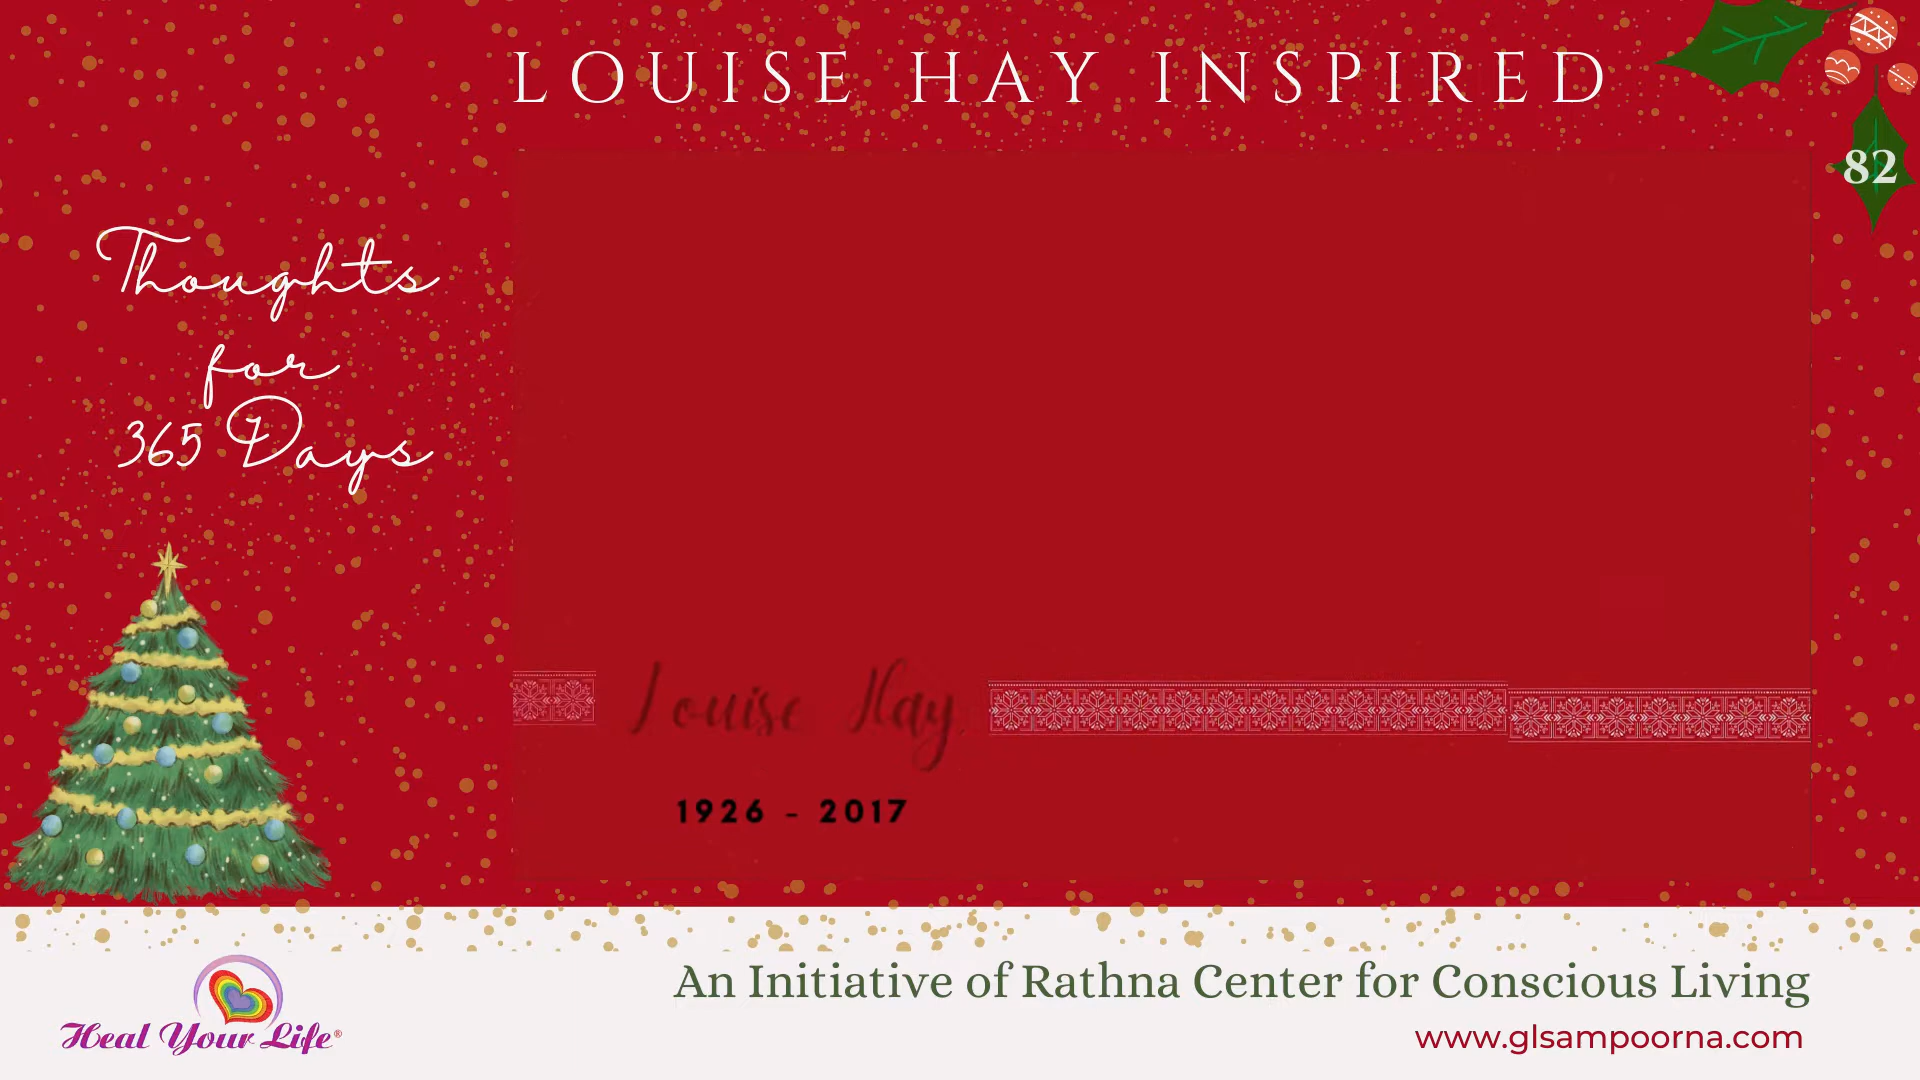 LOUISE HAY INSPIRED
82
Thoughts
for
365 Days
Louise Hay
1926 - 2017
An Initiative of Rathna Center for Conscious Living
Heal Your Life®
www.glsampoorna.com